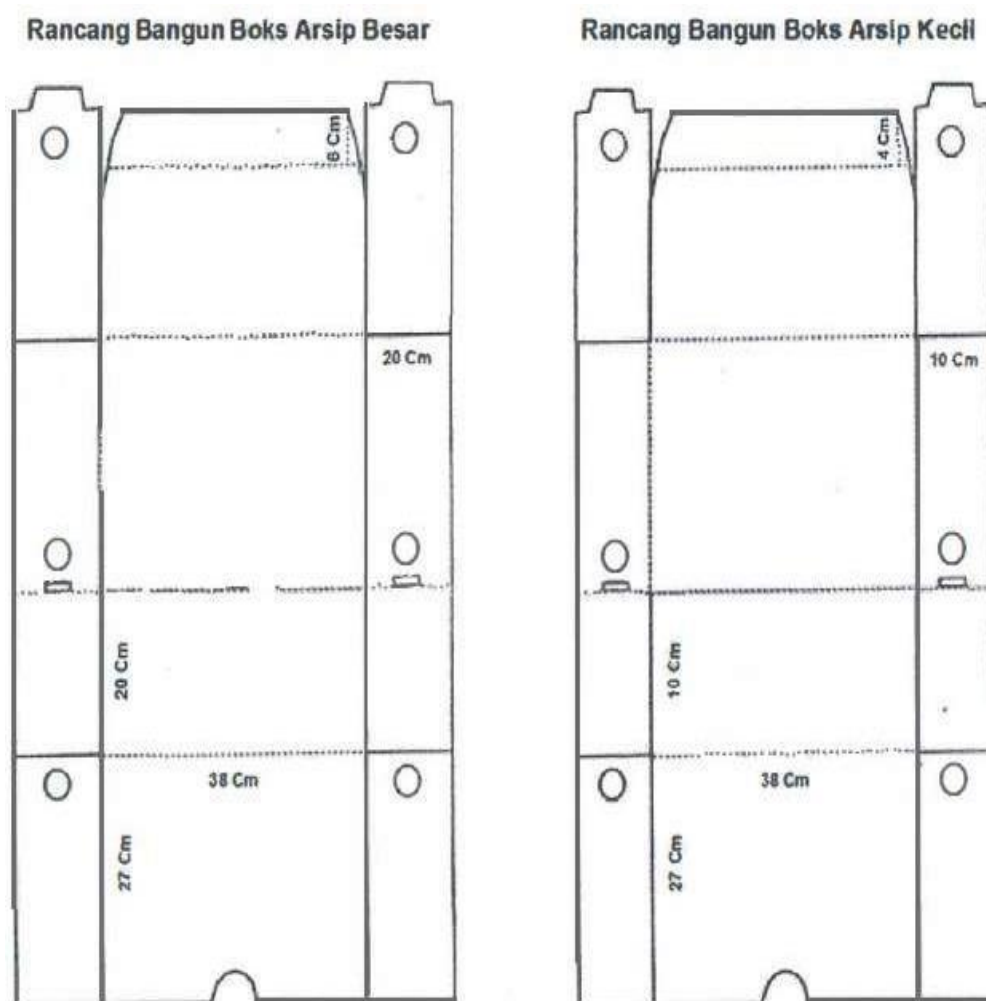 Rancang Bangun Boks Arsip Besar
6 Cm
20 Cm
20 Cm
38 Cm
27 Cm
Rancang Bangun Boks Arsip Kecil
4 Cm
10 Cm
10 Cm
38 Cm
27 Cm